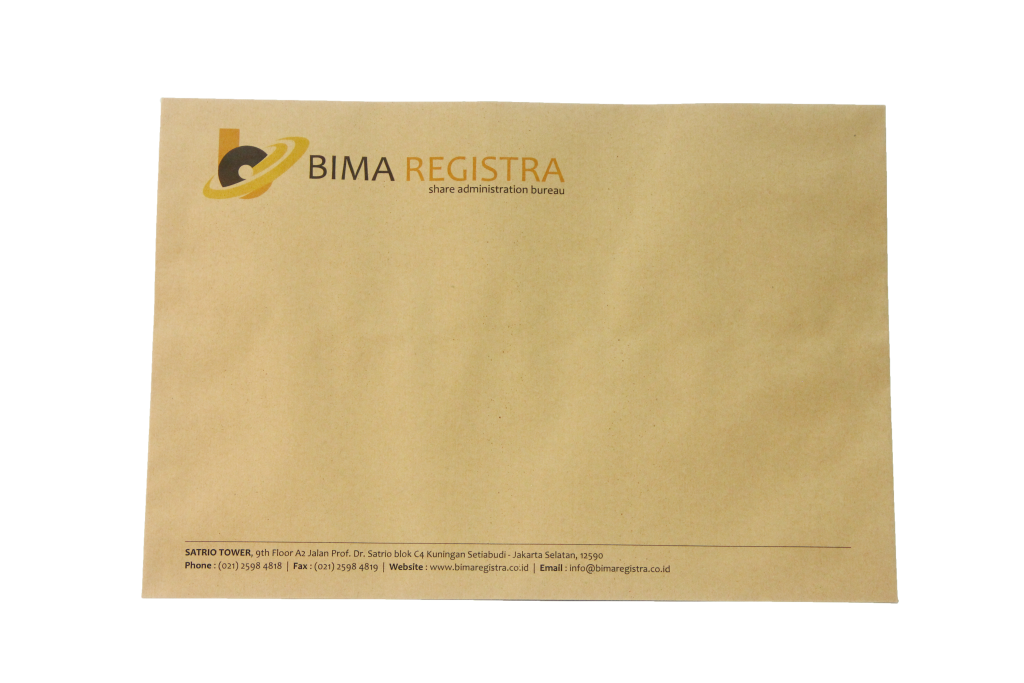 BIMA REGISTRA
share administration bureau
SATRIO TOWER, 9th Floor A2 Jalan Prof. Dr. Satrio blok C4 Kuningan Setiabudi - Jakarta Selatan, 12590
Phone : (021) 2598 4818 | Fax : (021) 2598 4819 | Website : www.bimaregistra.co.id | Email : info@bimaregistra.co.id